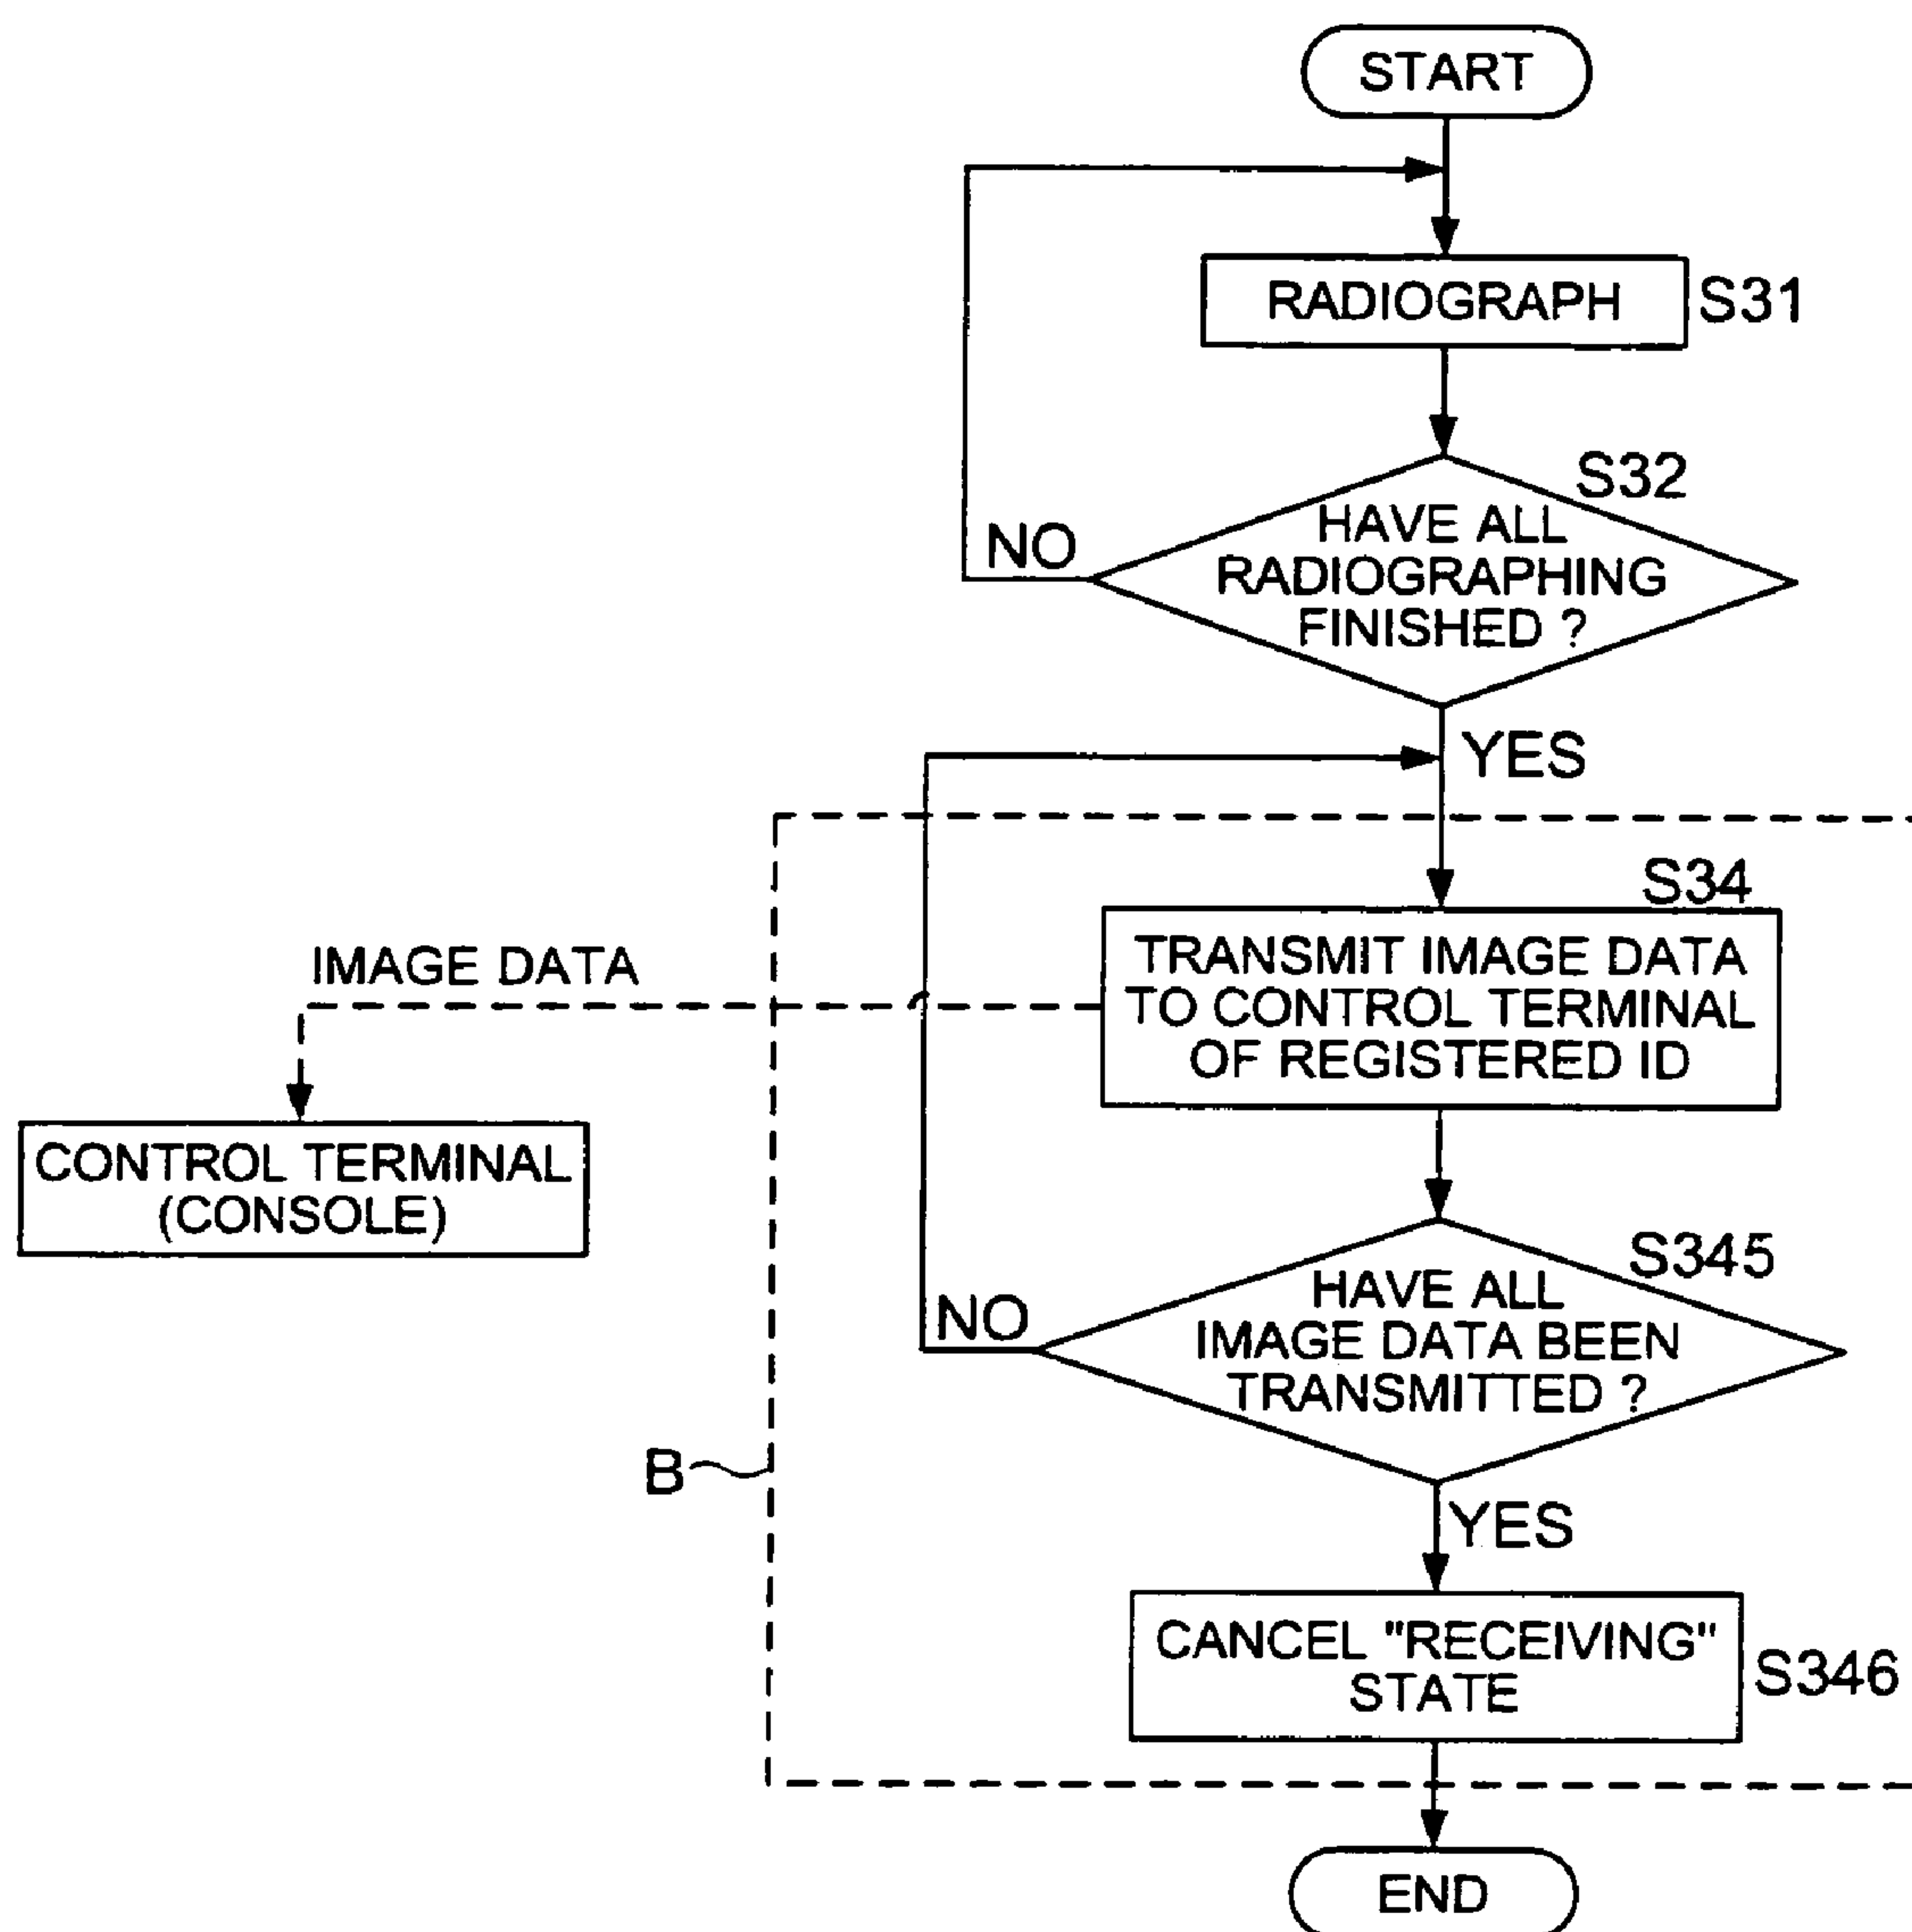 START
RADIOGRAPH
S31
S32
HAVE ALL
RADIOGRAPHING
FINISHED ?
NO
YES
S34
TRANSMIT IMAGE DATA
TO CONTROL TERMINAL
OF REGISTERED ID
IMAGE DATA
CONTROL TERMINAL
(CONSOLE)
S345
HAVE ALL
IMAGE DATA BEEN
TRANSMITTED ?
NO
B
YES
CANCEL "RECEIVING"
STATE
S346
END